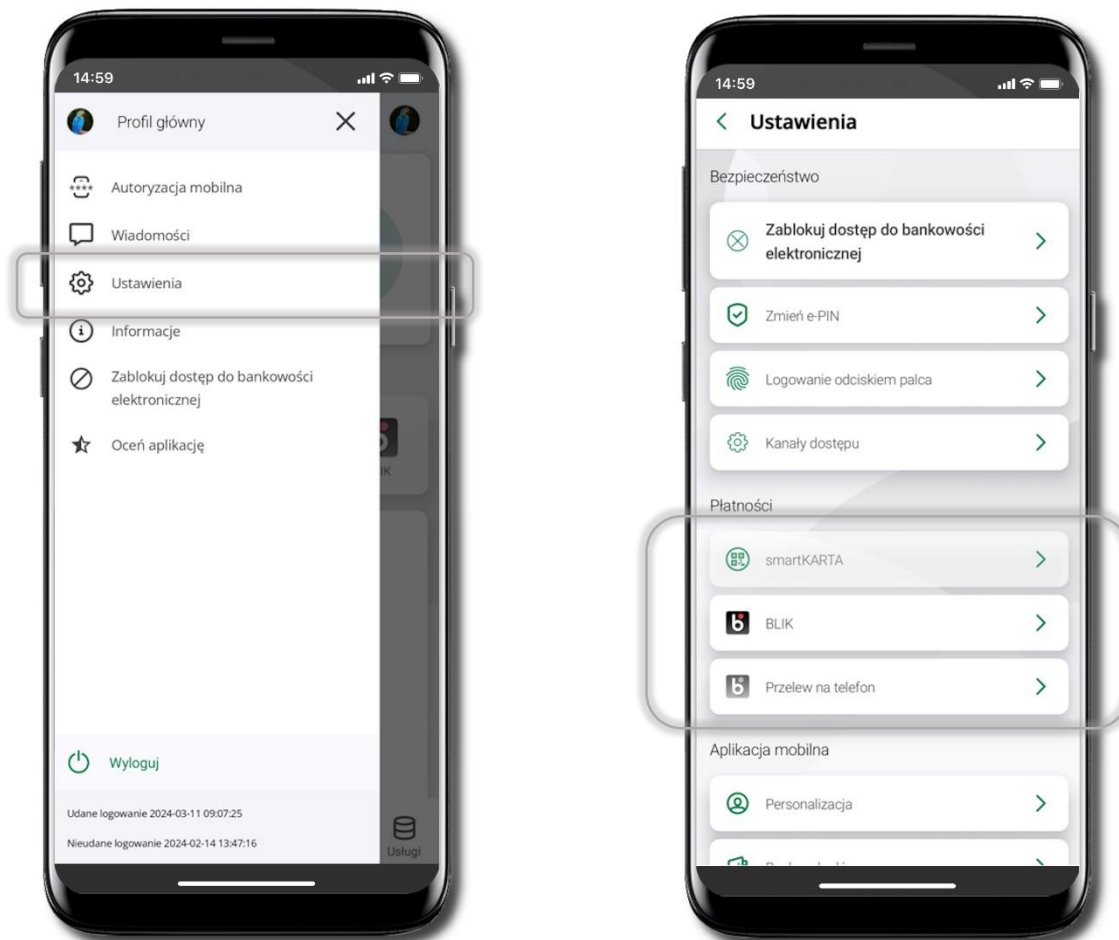 14:59
Profil główny
Autoryzacja mobilna
Wiadomości
Ustawienia
Informacje
Zablokuj dostęp do bankowości
elektronicznej
Oceń aplikację
Wyloguj
Udane logowanie 2024-03-11 09:07:25
Nieudane logowanie 2024-02-14 13:47:16
Usługi
14:59
Ustawienia
Bezpieczeństwo
Zablokuj dostęp do bankowości
elektronicznej
Zmień e-PIN
Logowanie odciskiem palca
Kanały dostępu
Płatności
smartKARTA
BLIK
Przelew na telefon
Aplikacja mobilna
Personalizacja